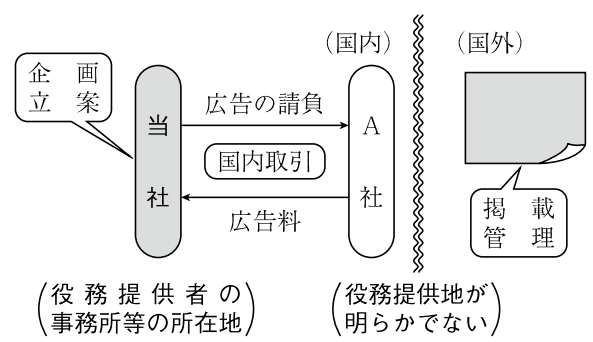 （国内）
（国外）
企画
立案
広告の請負
当社
国内取引
A社
広告料
掲載
管理
（役務提供者の
事務所等の所在地）
（役務提供地が
明らかでない）